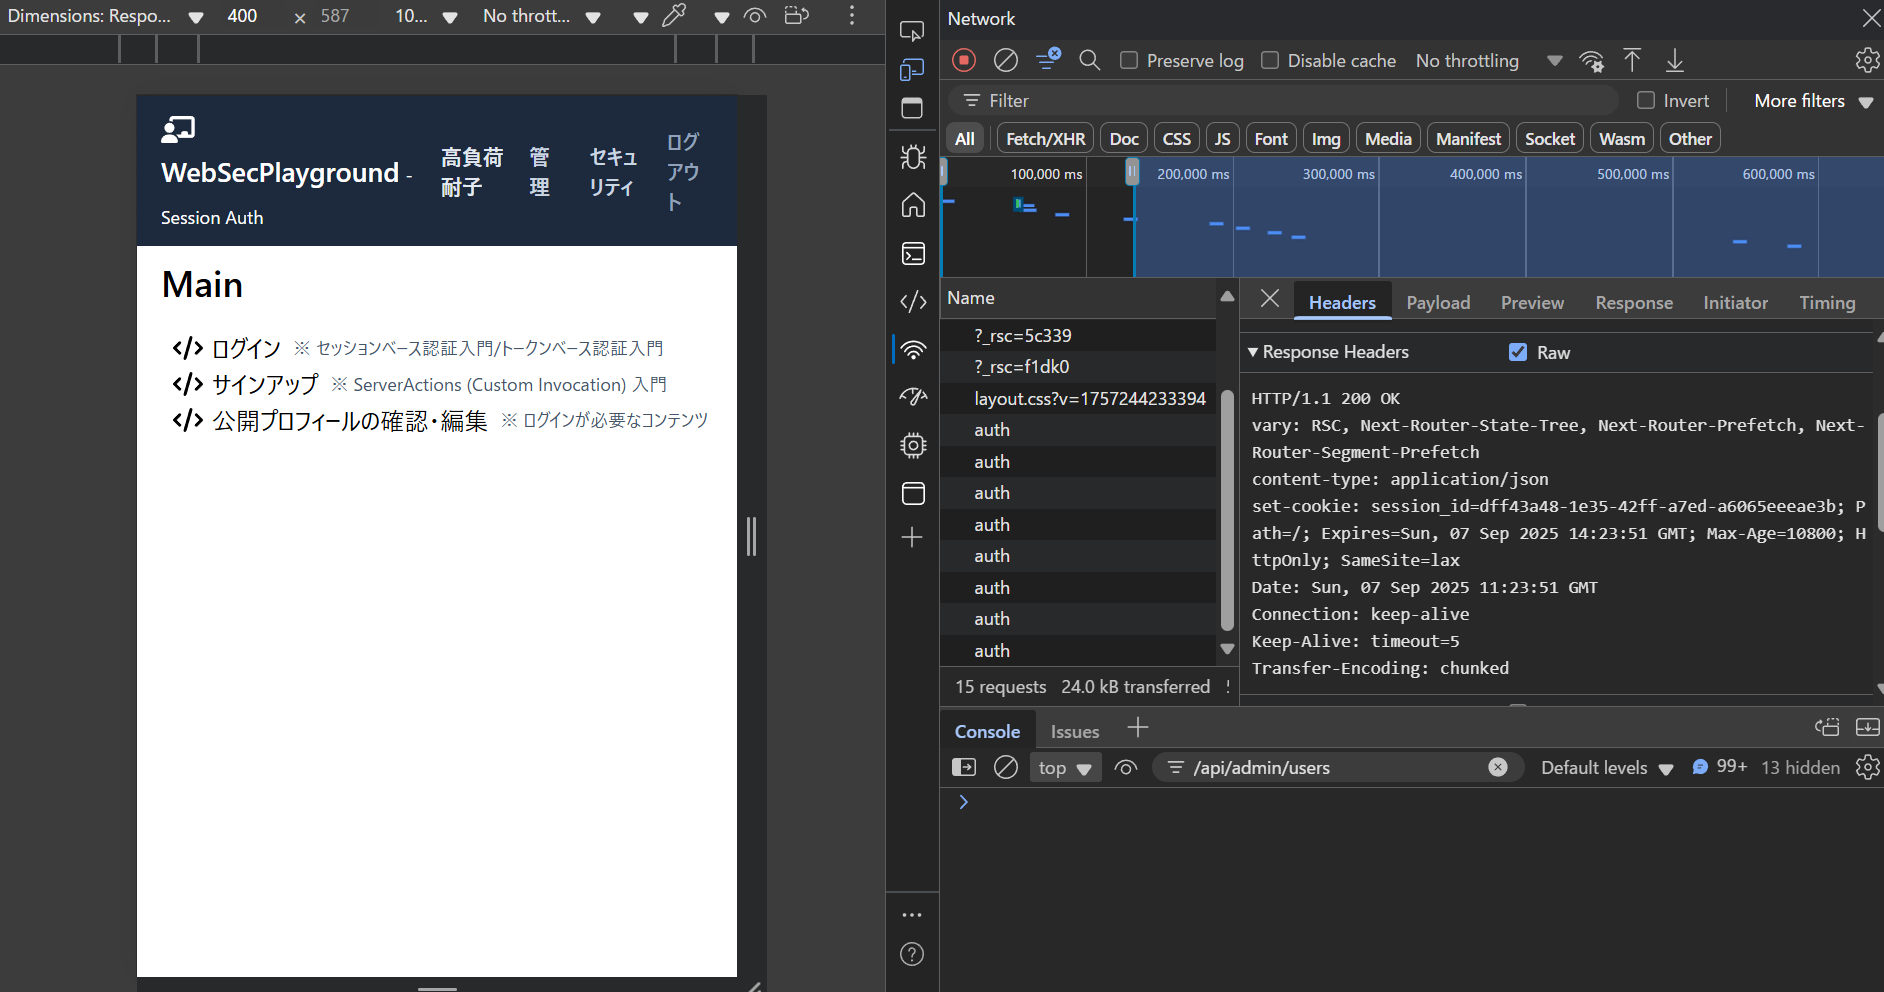 Dimensions: Respo...
400
×
587
10...
No thrott...
WebSecPlayground -
Session Auth
高負荷
耐子
管
理
セキュ
リティ
ログ
アウ
ト
Main
ログイン ※ セッションベース認証入門/トークンベース認証入門
サインアップ ※ ServerActions (Custom Invocation) 入門
公開プロフィールの確認・編集 ※ ログインが必要なコンテンツ
Network
Preserve log
Disable cache
No throttling
Filter
Invert
More filters
All
Fetch/XHR
Doc
CSS
JS
Font
Img
Media
Manifest
Socket
Wasm
Other
100,000 ms
200,000 ms
300,000 ms
400,000 ms
500,000 ms
600,000 ms
Name
?_rsc=5c339
?_rsc=f1dk0
layout.css?v=1757244233394
auth
auth
auth
auth
auth
auth
auth
auth
15 requests
24.0 kB transferred
Headers
Payload
Preview
Response
Initiator
Timing
Response Headers
Raw
HTTP/1.1 200 OK
vary: RSC, Next-Router-State-Tree, Next-Router-Prefetch, Next-
Router-Segment-Prefetch
content-type: application/json
set-cookie: session_id=dff43a48-1e35-42ff-a7ed-a6065eeeae3b; P
ath=/; Expires=Sun, 07 Sep 2025 14:23:51 GMT; Max-Age=10800; H
ttpOnly; SameSite=lax
Date: Sun, 07 Sep 2025 11:23:51 GMT
Connection: keep-alive
Keep-Alive: timeout=5
Transfer-Encoding: chunked
Console
Issues
top
/api/admin/users
Default levels
99+
13 hidden